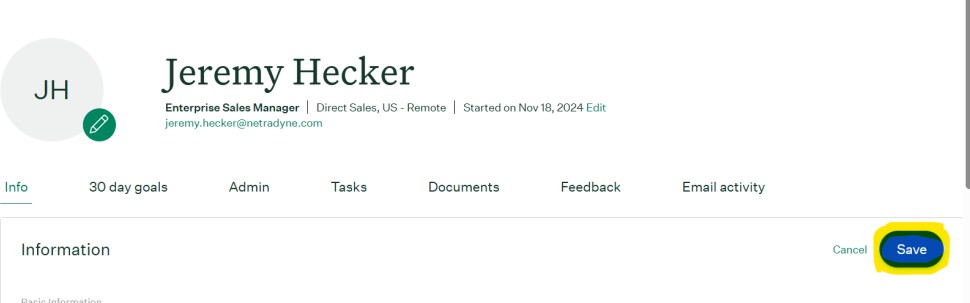 JH
Jeremy Hecker
Enterprise Sales Manager | Direct Sales, US - Remote | Started on Nov 18, 2024 Edit
jeremy.hecker@netradyne.com
Info 30 day goals Admin Tasks Documents Feedback Email activity
Information Cancel Save
Basic Information